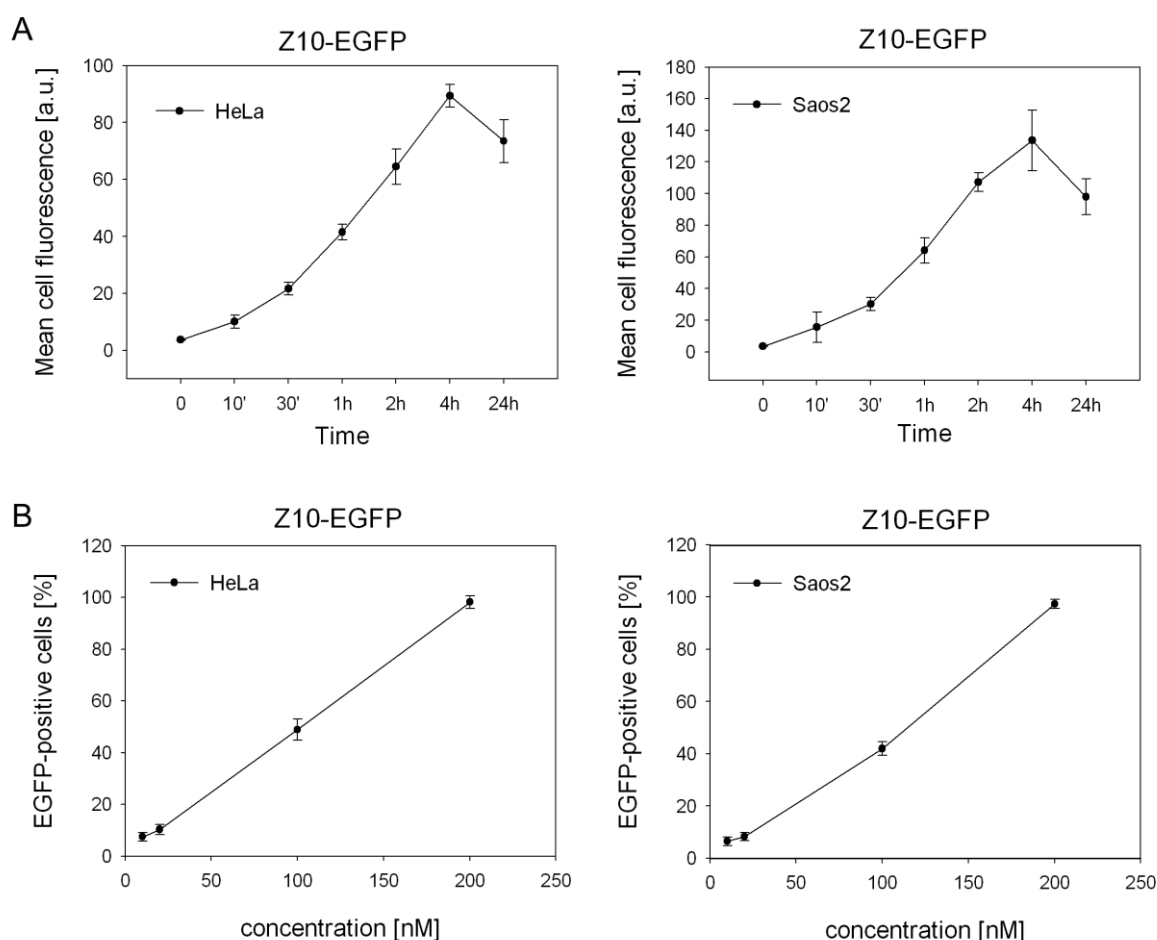 A
Z10-EGFP
Mean cell fluorescence [a.u.]
100
80
60
40
20
0
HeLa
0 10' 30' 1h 2h 4h 24h
Time
Z10-EGFP
Mean cell fluorescence [a.u.]
180
160
140
120
100
80
60
40
20
0
Saos2
0 10' 30' 1h 2h 4h 24h
Time
B
Z10-EGFP
EGFP-positive cells [%]
120
100
80
60
40
20
0
HeLa
0 50 100 150 200 250
concentration [nM]
Z10-EGFP
EGFP-positive cells [%]
120
100
80
60
40
20
0
Saos2
0 50 100 150 200 250
concentration [nM]